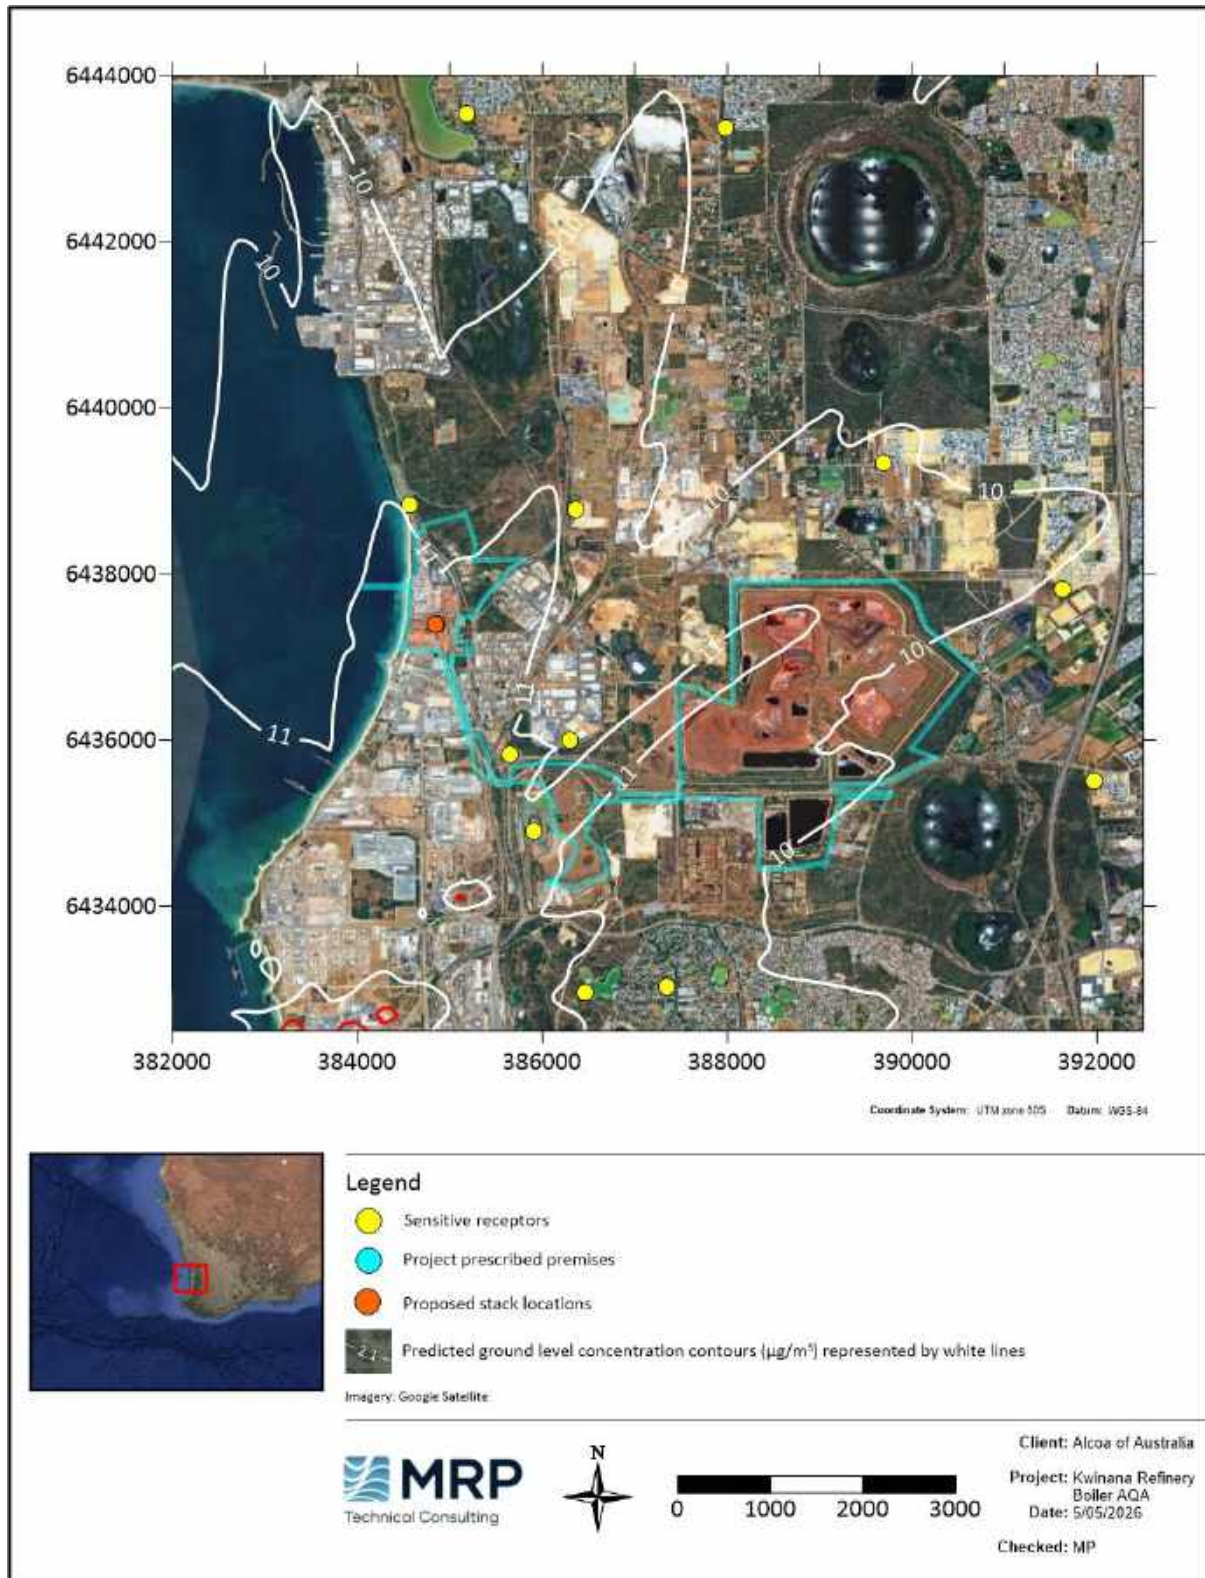 6444000
10
10
10
6442000
6440000
10
10
11
6438000
11
10
11
11
11
6436000
10
6434000
382000 384000 386000 388000 390000 392000
Coordinate System: UTM zone 50S Datum: WGS-84
Legend
Sensitive receptors
Project prescribed premises
Proposed stack locations
2.1
Predicted ground level concentration contours (µg/m³) represented by white lines
Imagery: Google Satellite
MRP
Technical Consulting
N
0 1000 2000 3000
Client: Alcoa of Australia
Project: Kwinana Refinery
Boiler AQA
Date: 5/05/2026
Checked: MP